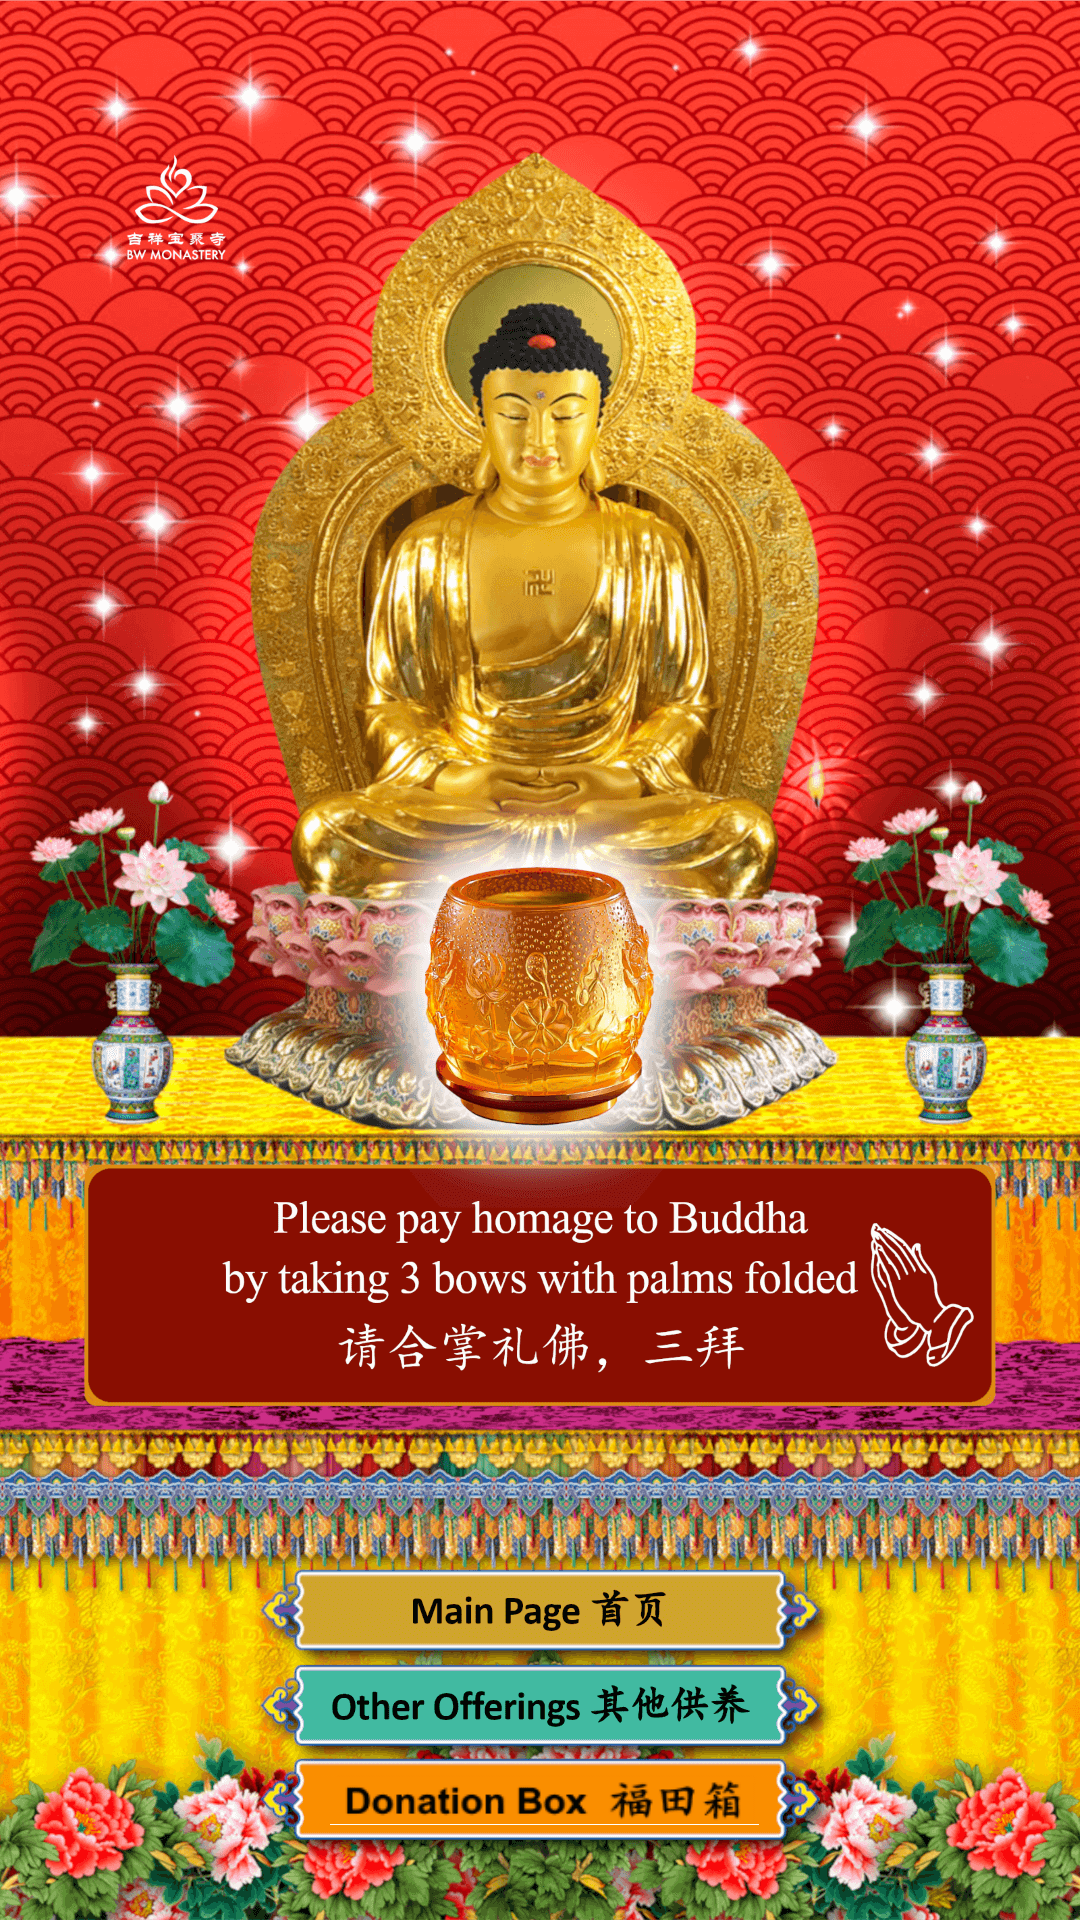 吉祥宝聚寺
BW MONASTERY
卍
Please pay homage to Buddha
by taking 3 bows with palms folded
请合掌礼佛，三拜
Main Page 首页
Other Offerings 其他供养
Donation Box 福田箱